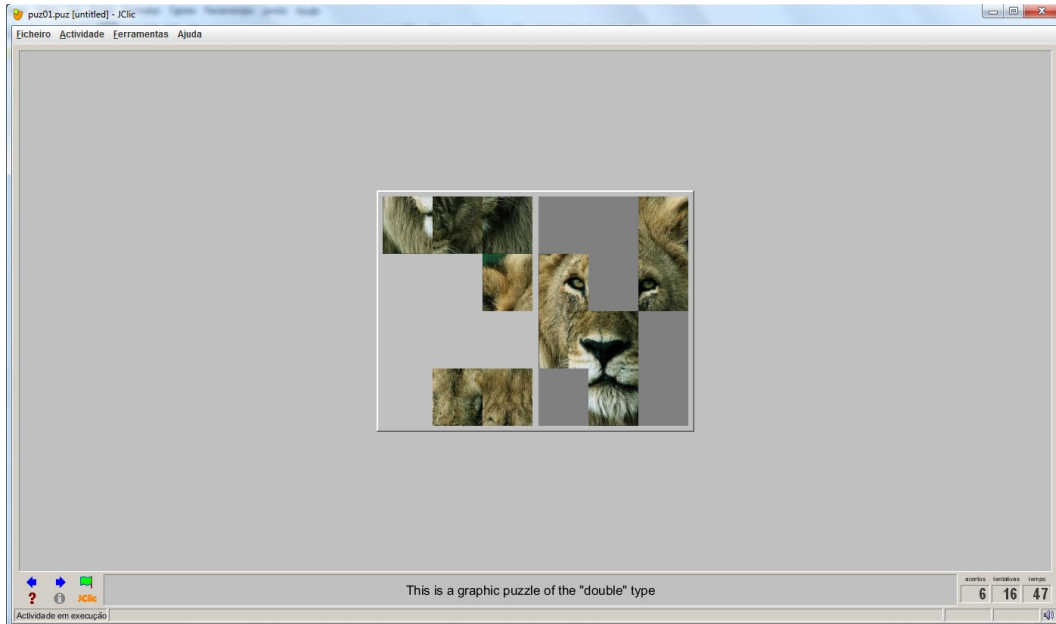 puz01.puz [untitled] - JClic
Ficheiro Actividade Ferramentas Ajuda
This is a graphic puzzle of the "double" type
acertos tentativas tempo
6 16 47
? i JClic
Actividade em execução